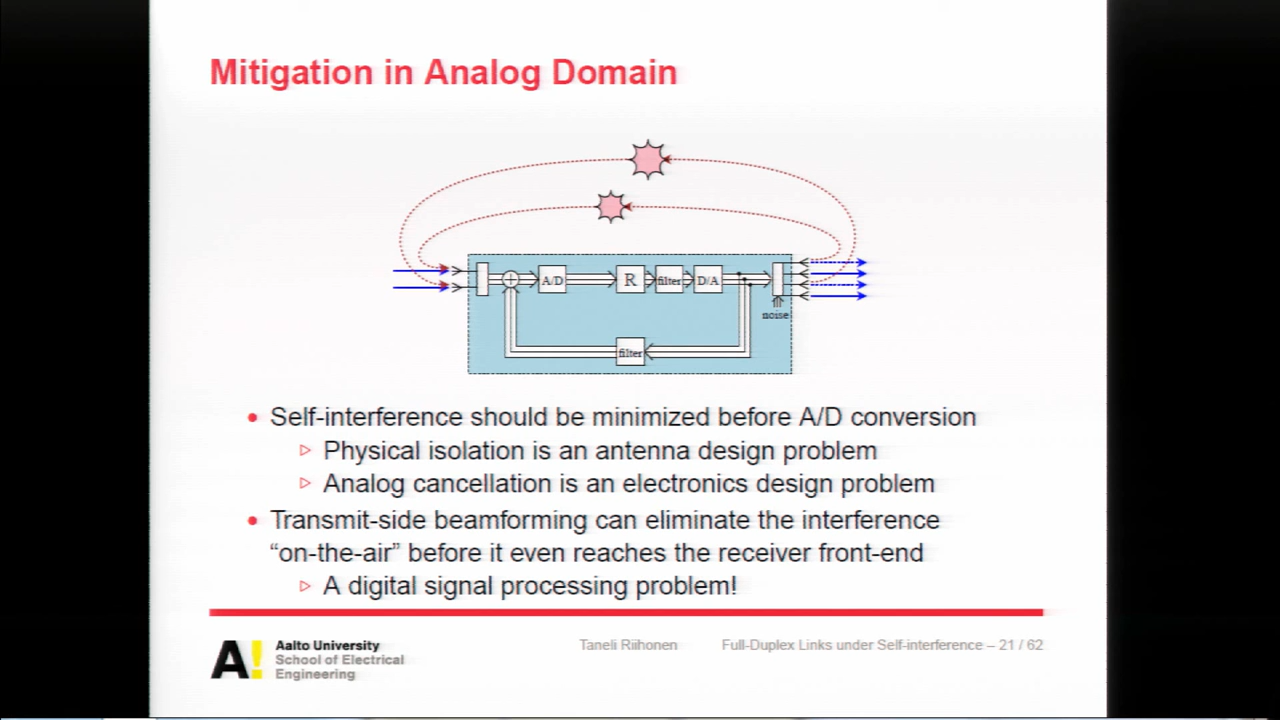 Mitigation in Analog Domain
A/D
R
filter
D/A
noise
filter
• Self-interference should be minimized before A/D conversion
▷ Physical isolation is an antenna design problem
▷ Analog cancellation is an electronics design problem
• Transmit-side beamforming can eliminate the interference
“on-the-air” before it even reaches the receiver front-end
▷ A digital signal processing problem!
A!
Aalto University
School of Electrical
Engineering
Taneli Riihonen
Full-Duplex Links under Self-interference – 21 / 62